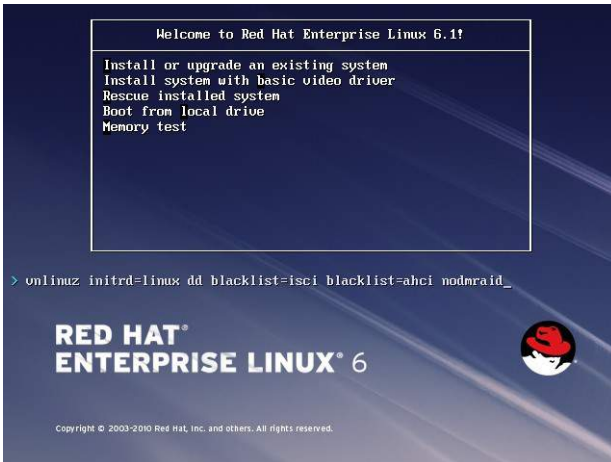 Welcome to Red Hat Enterprise Linux 6.1!
Install or upgrade an existing system
Install system with basic video driver
Rescue installed system
Boot from local drive
Memory test
> vmlinuz initrd=linux dd blacklist=isci blacklist=ahci nodmraid_
RED HAT®
ENTERPRISE LINUX® 6
Copyright © 2003-2010 Red Hat, Inc. and others. All rights reserved.